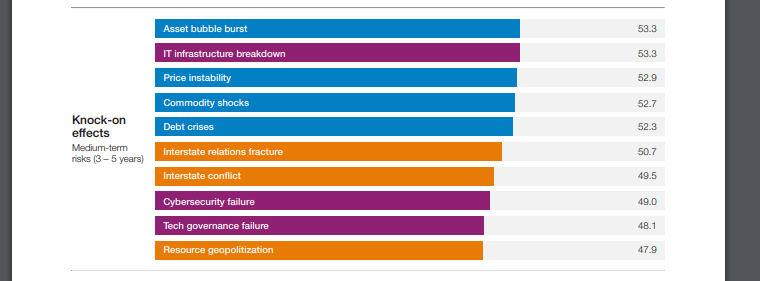 Asset bubble burst 53.3
IT infrastructure breakdown 53.3
Price instability 52.9
Commodity shocks 52.7
Debt crises 52.3
Knock-on
effects
Medium-term
risks (3 – 5 years)
Interstate relations fracture 50.7
Interstate conflict 49.5
Cybersecurity failure 49.0
Tech governance failure 48.1
Resource geopolitization 47.9